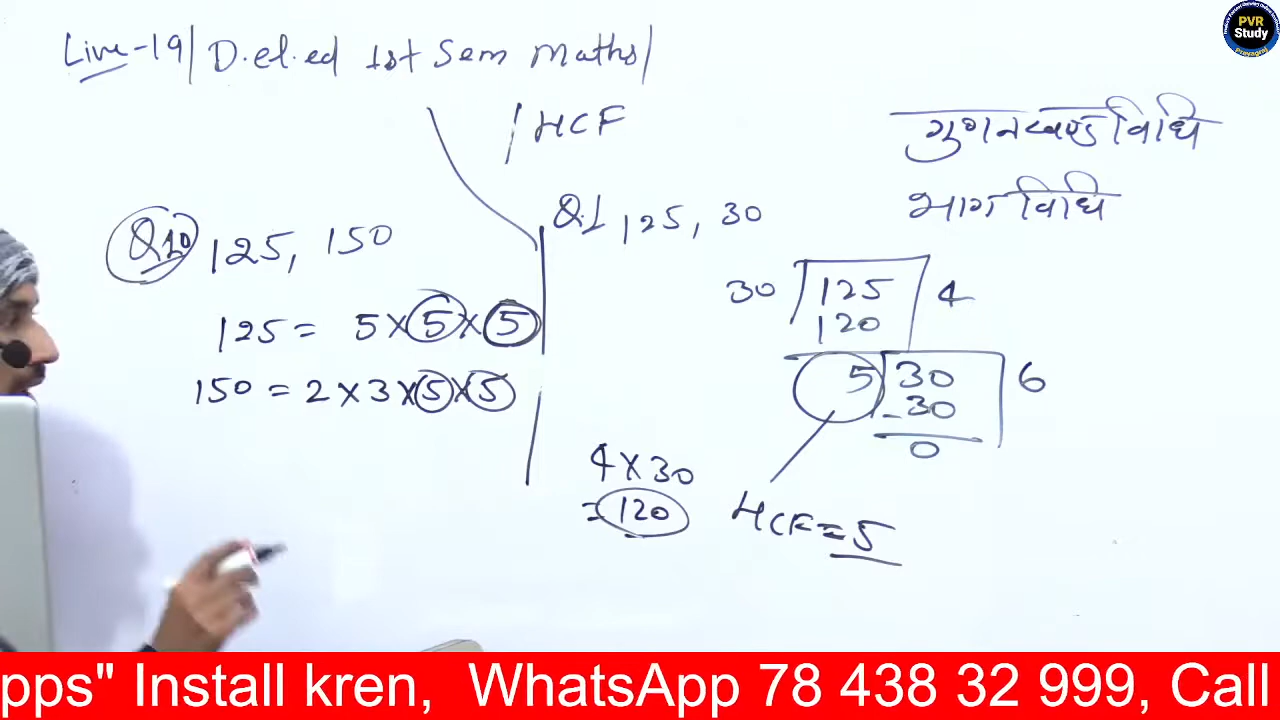 Live-19/ D.el.ed 1st Sem Maths/
/HCF
गुणनखण्ड विधि
भाग विधि
Q10 125, 150
125 = 5×5×5
150 = 2×3×5×5
Q.1 125, 30
30 125 4
120
5 30 6
-30
0
4×30
=120
HCF=5
PVR
Study
Prayagraj
pps" Install kren, WhatsApp 78 438 32 999, Call